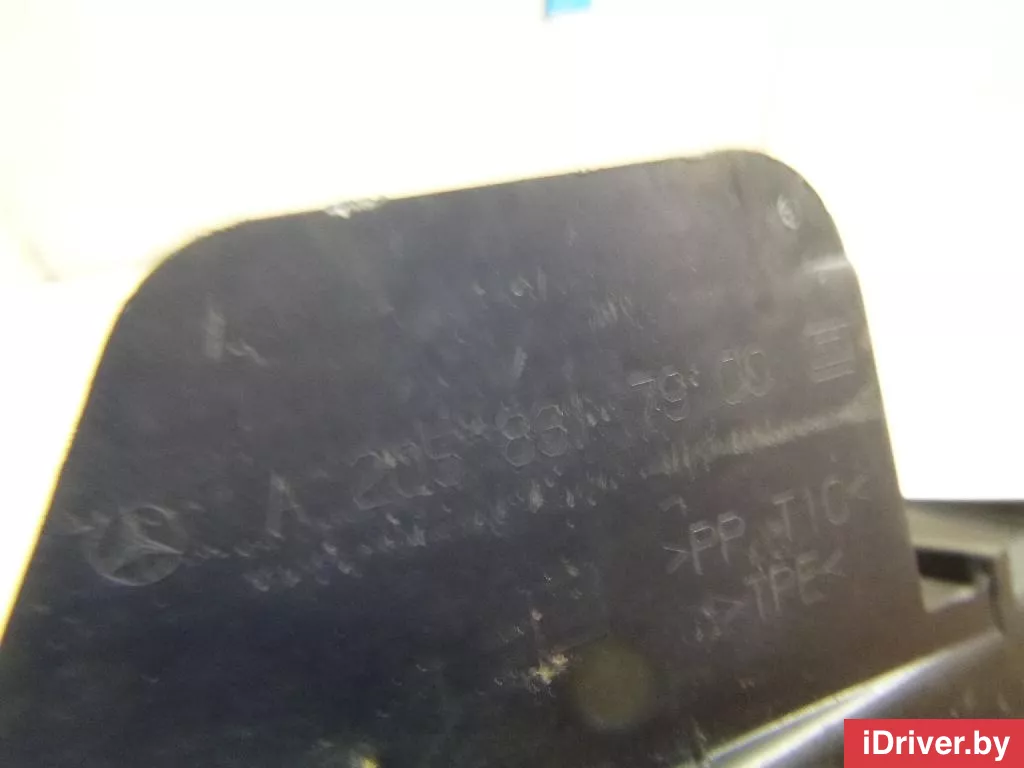 A 205 831 79 00
>PP T10<
>TPE<
iDriver.by